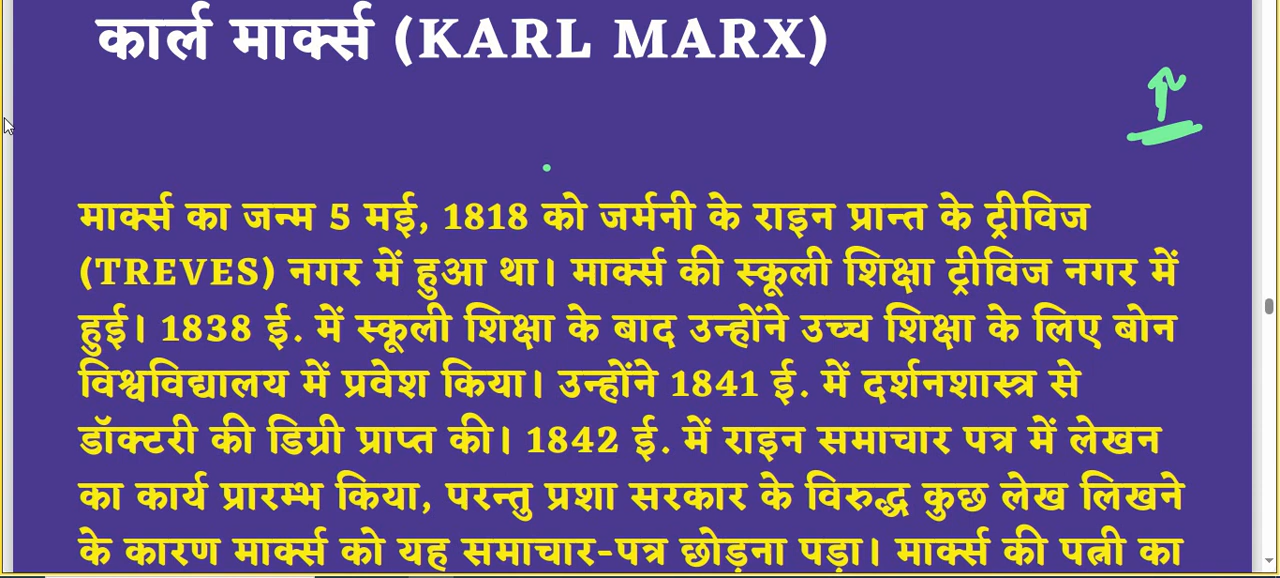 कार्ल मार्क्स (KARL MARX)
मार्क्स का जन्म 5 मई, 1818 को जर्मनी के राइन प्रान्त के ट्रीविज
(TREVES) नगर में हुआ था। मार्क्स की स्कूली शिक्षा ट्रीविज नगर में
हुई। 1838 ई. में स्कूली शिक्षा के बाद उन्होंने उच्च शिक्षा के लिए बोन
विश्वविद्यालय में प्रवेश किया। उन्होंने 1841 ई. में दर्शनशास्त्र से
डॉक्टरी की डिग्री प्राप्त की। 1842 ई. में राइन समाचार पत्र में लेखन
का कार्य प्रारम्भ किया, परन्तु प्रशा सरकार के विरुद्ध कुछ लेख लिखने
के कारण मार्क्स को यह समाचार-पत्र छोड़ना पड़ा। मार्क्स की पत्नी का